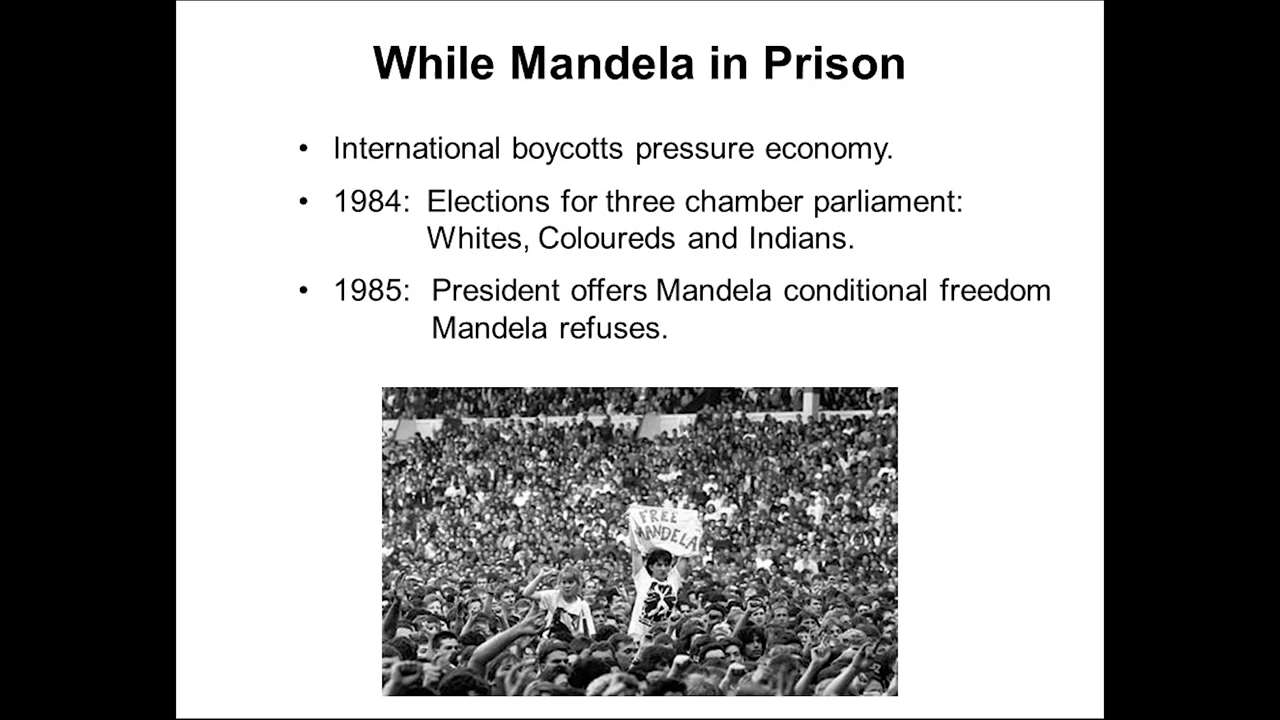 While Mandela in Prison
• International boycotts pressure economy.
• 1984: Elections for three chamber parliament:
Whites, Coloureds and Indians.
• 1985: President offers Mandela conditional freedom
Mandela refuses.
FREE
MANDELA